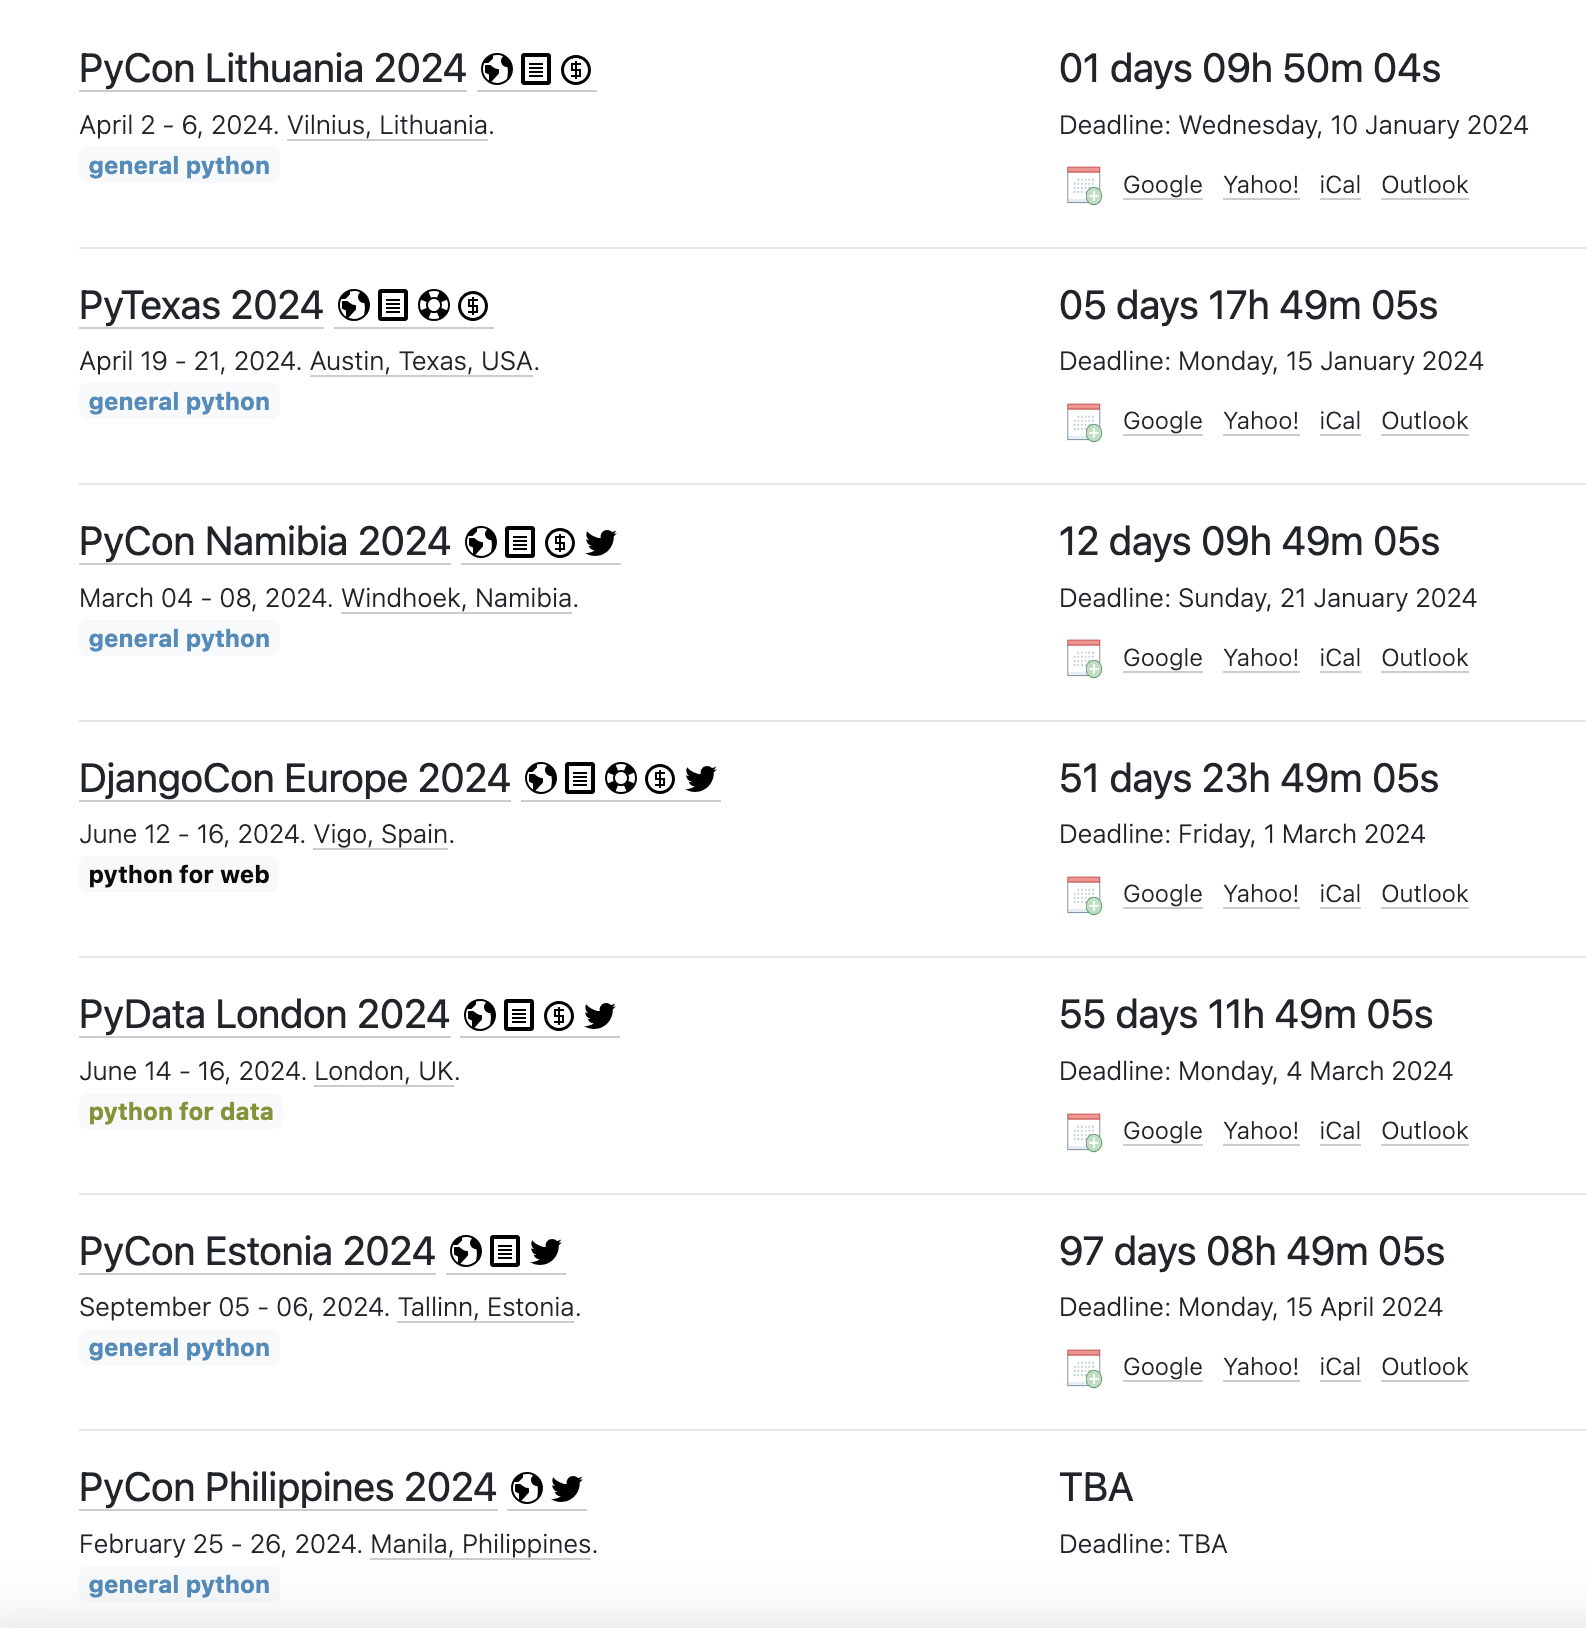 PyCon Lithuania 2024
01 days 09h 50m 04s
April 2 - 6, 2024. Vilnius, Lithuania.
Deadline: Wednesday, 10 January 2024
general python
Google Yahoo! iCal Outlook
PyTexas 2024
05 days 17h 49m 05s
April 19 - 21, 2024. Austin, Texas, USA.
Deadline: Monday, 15 January 2024
general python
Google Yahoo! iCal Outlook
PyCon Namibia 2024
12 days 09h 49m 05s
March 04 - 08, 2024. Windhoek, Namibia.
Deadline: Sunday, 21 January 2024
general python
Google Yahoo! iCal Outlook
DjangoCon Europe 2024
51 days 23h 49m 05s
June 12 - 16, 2024. Vigo, Spain.
Deadline: Friday, 1 March 2024
python for web
Google Yahoo! iCal Outlook
PyData London 2024
55 days 11h 49m 05s
June 14 - 16, 2024. London, UK.
Deadline: Monday, 4 March 2024
python for data
Google Yahoo! iCal Outlook
PyCon Estonia 2024
97 days 08h 49m 05s
September 05 - 06, 2024. Tallinn, Estonia.
Deadline: Monday, 15 April 2024
general python
Google Yahoo! iCal Outlook
PyCon Philippines 2024
TBA
February 25 - 26, 2024. Manila, Philippines.
Deadline: TBA
general python